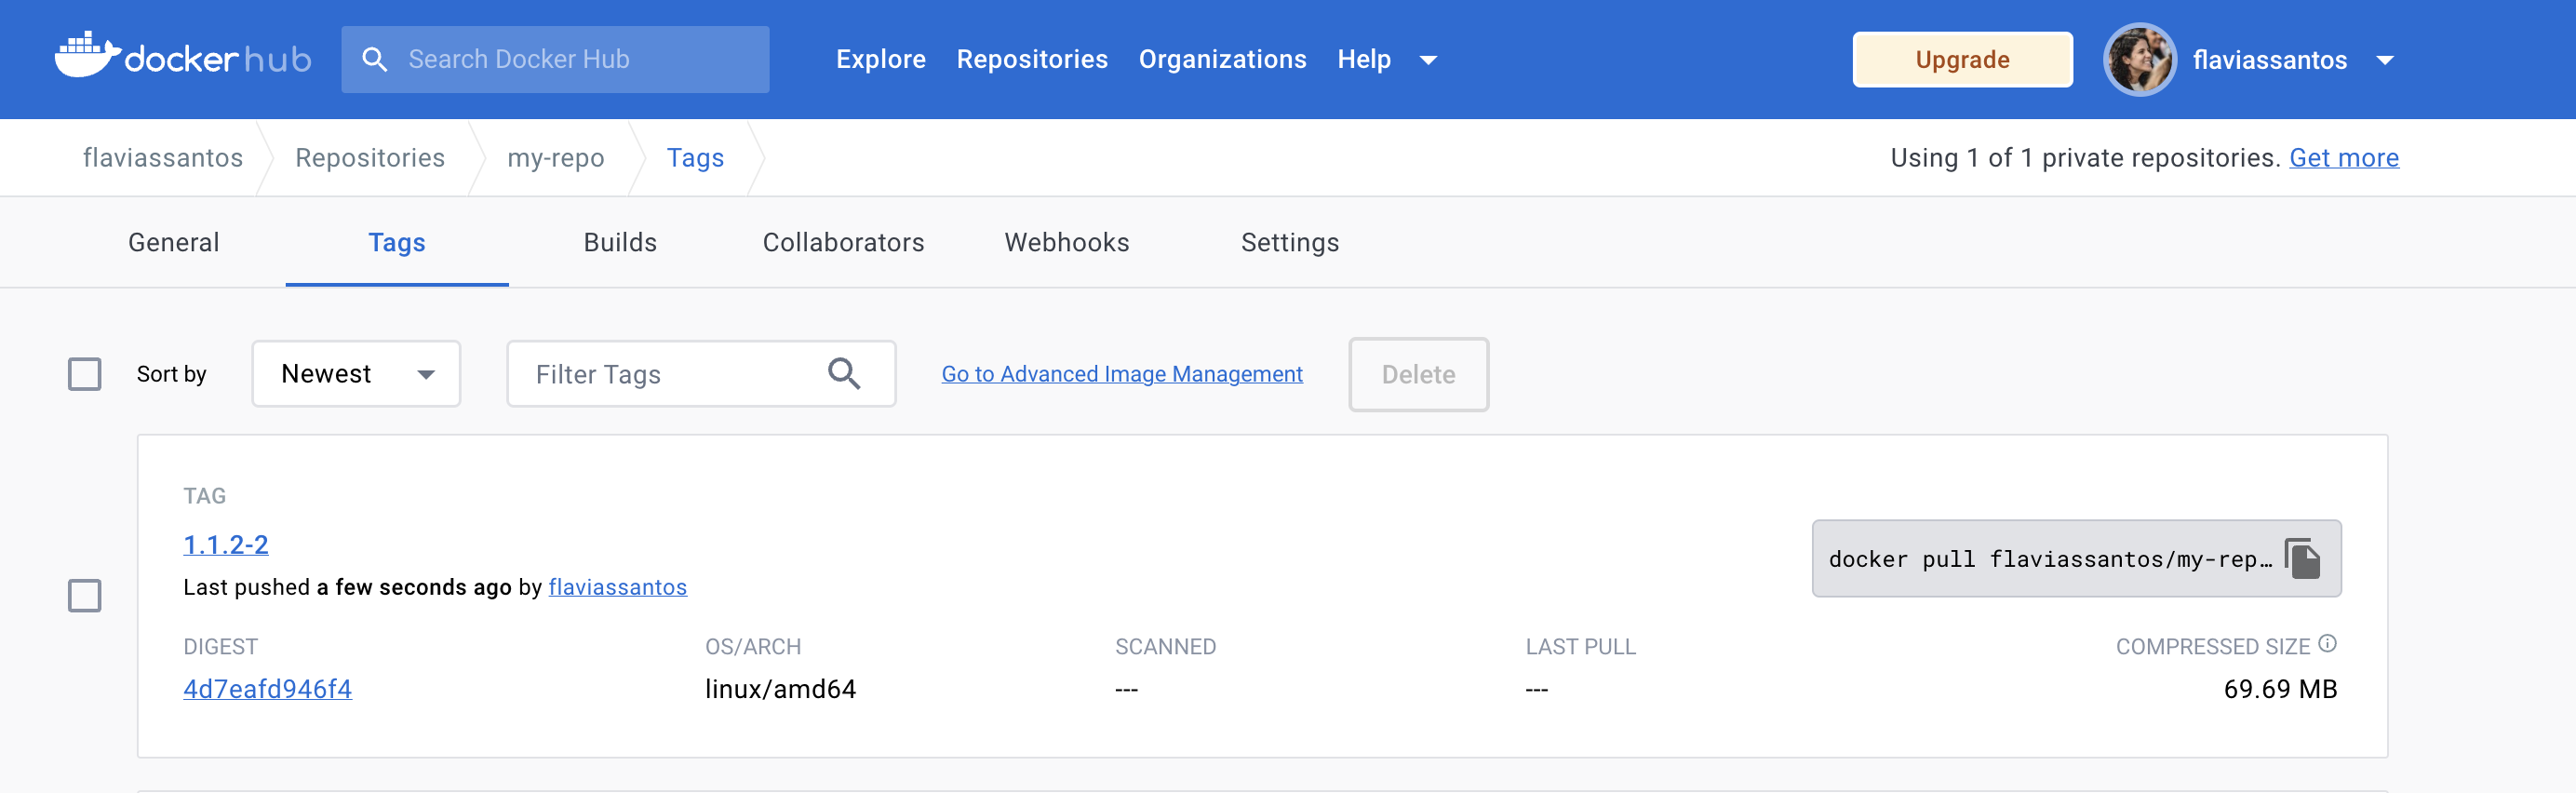 docker hub Search Docker Hub Explore Repositories Organizations Help Upgrade flaviassantos
flaviassantos Repositories my-repo Tags Using 1 of 1 private repositories. Get more
General Tags Builds Collaborators Webhooks Settings
Sort by Newest Filter Tags Go to Advanced Image Management Delete
TAG
1.1.2-2
docker pull flaviassantos/my-rep…
Last pushed a few seconds ago by flaviassantos
DIGEST OS/ARCH SCANNED LAST PULL COMPRESSED SIZE
4d7eafd946f4 linux/amd64 --- --- 69.69 MB